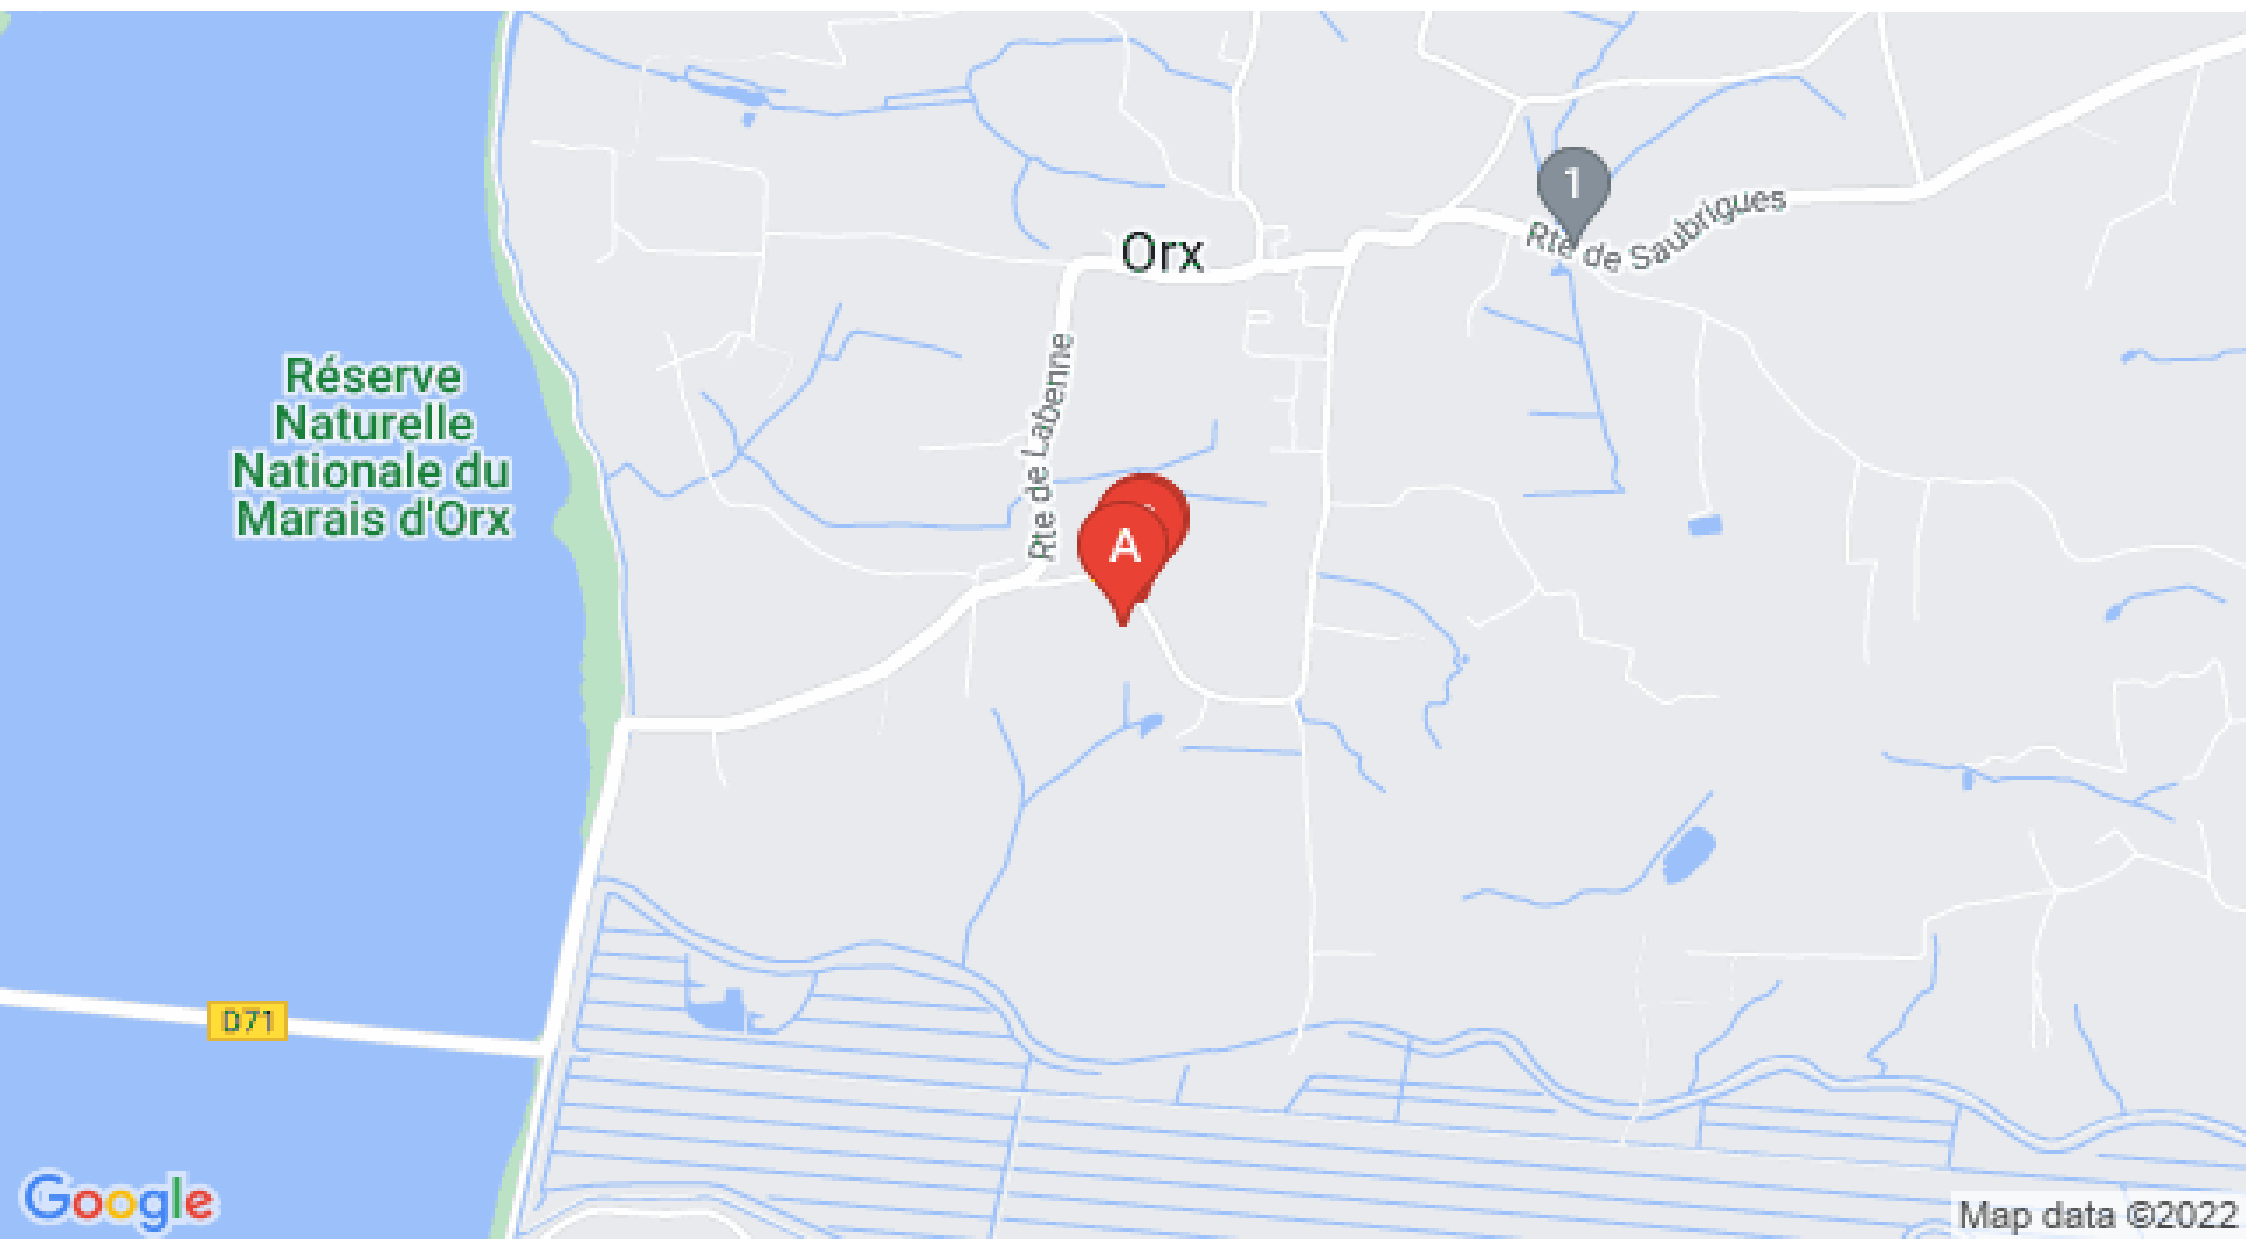 1
Rte de Saubrigues
Orx
Rte de Labenne
Réserve
Naturelle
Nationale du
Marais d'Orx
A
D71
Google
Map data ©2022